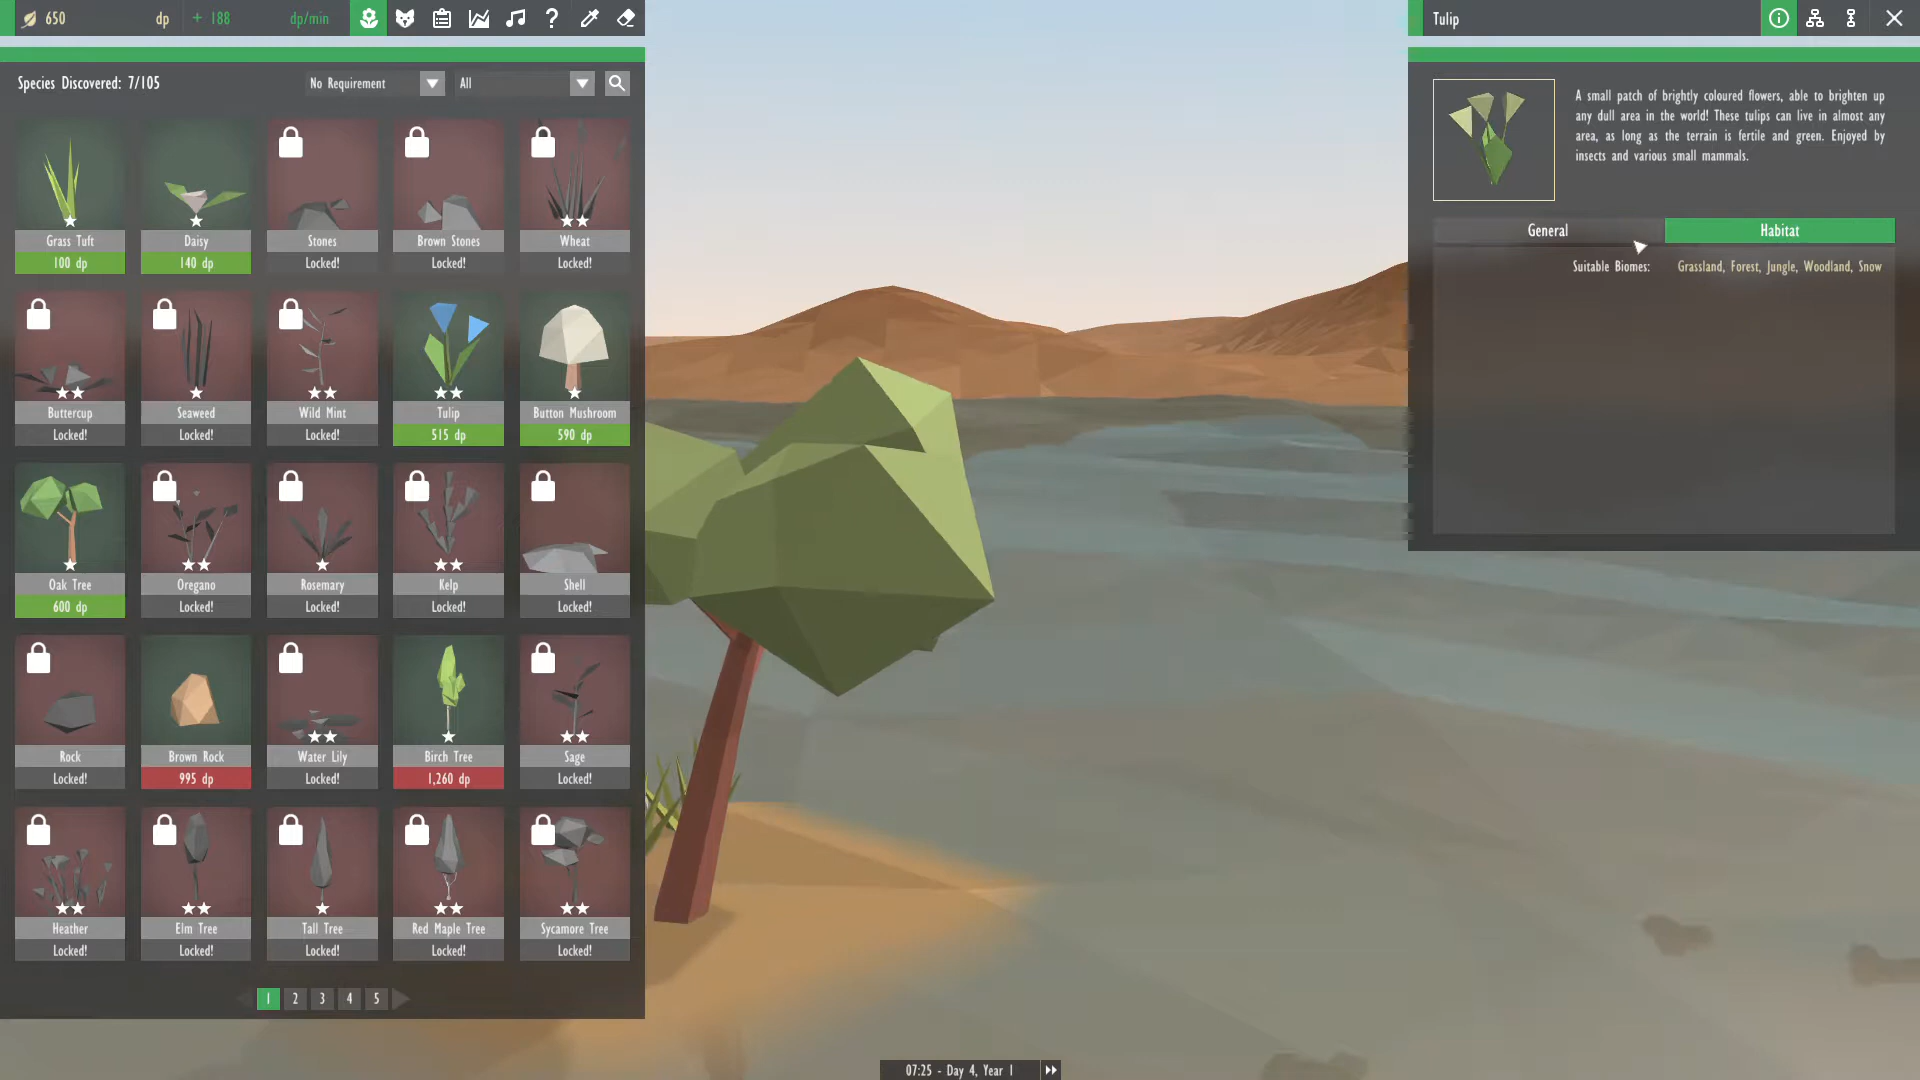 650 dp + 188 dp/min ?
Species Discovered: 7/105 No Requirement All
Grass Tuft Daisy Stones Brown Stones Wheat
100 dp 140 dp Locked! Locked! Locked!
Buttercup Seaweed Wild Mint Tulip Button Mushroom
Locked! Locked! Locked! 515 dp 590 dp
Oak Tree Oregano Rosemary Kelp Shell
600 dp Locked! Locked! Locked! Locked!
Rock Brown Rock Water Lily Birch Tree Sage
Locked! 995 dp Locked! 1,260 dp Locked!
Heather Elm Tree Tall Tree Red Maple Tree Sycamore Tree
Locked! Locked! Locked! Locked! Locked!
1 2 3 4 5
Tulip
A small patch of brightly coloured flowers, able to brighten up
any dull area in the world! These tulips can live in almost any
area, as long as the terrain is fertile and green. Enjoyed by
insects and various small mammals.
General Habitat
Suitable Biomes: Grassland, Forest, Jungle, Woodland, Snow
07:25 - Day 4, Year 1